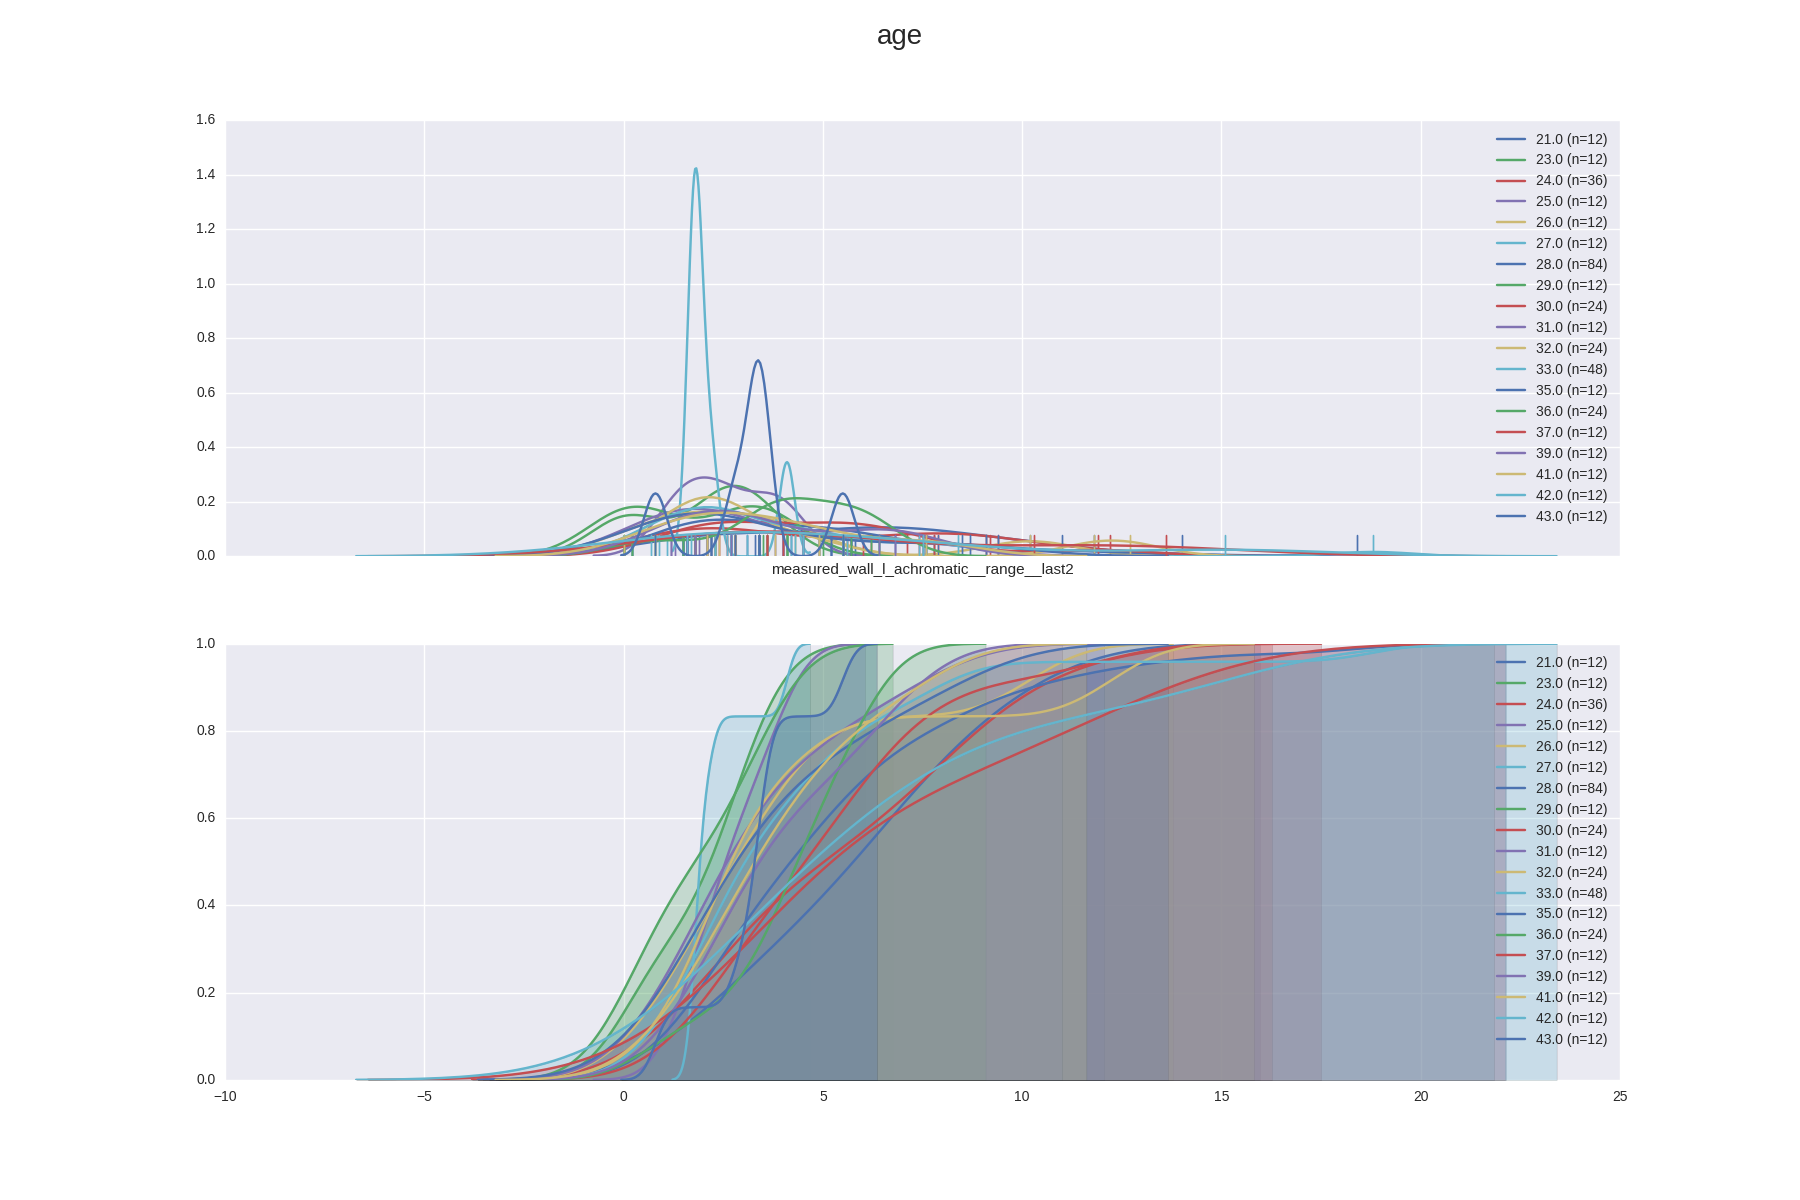 age
1.6
1.4
1.2
1.0
0.8
0.6
0.4
0.2
0.0
21.0 (n=12)
23.0 (n=12)
24.0 (n=36)
25.0 (n=12)
26.0 (n=12)
27.0 (n=12)
28.0 (n=84)
29.0 (n=12)
30.0 (n=24)
31.0 (n=12)
32.0 (n=24)
33.0 (n=48)
35.0 (n=12)
36.0 (n=24)
37.0 (n=12)
39.0 (n=12)
41.0 (n=12)
42.0 (n=12)
43.0 (n=12)
measured_wall_l_achromatic__range__last2
1.0
0.8
0.6
0.4
0.2
0.0
21.0 (n=12)
23.0 (n=12)
24.0 (n=36)
25.0 (n=12)
26.0 (n=12)
27.0 (n=12)
28.0 (n=84)
29.0 (n=12)
30.0 (n=24)
31.0 (n=12)
32.0 (n=24)
33.0 (n=48)
35.0 (n=12)
36.0 (n=24)
37.0 (n=12)
39.0 (n=12)
41.0 (n=12)
42.0 (n=12)
43.0 (n=12)
−10 −5 0 5 10 15 20 25